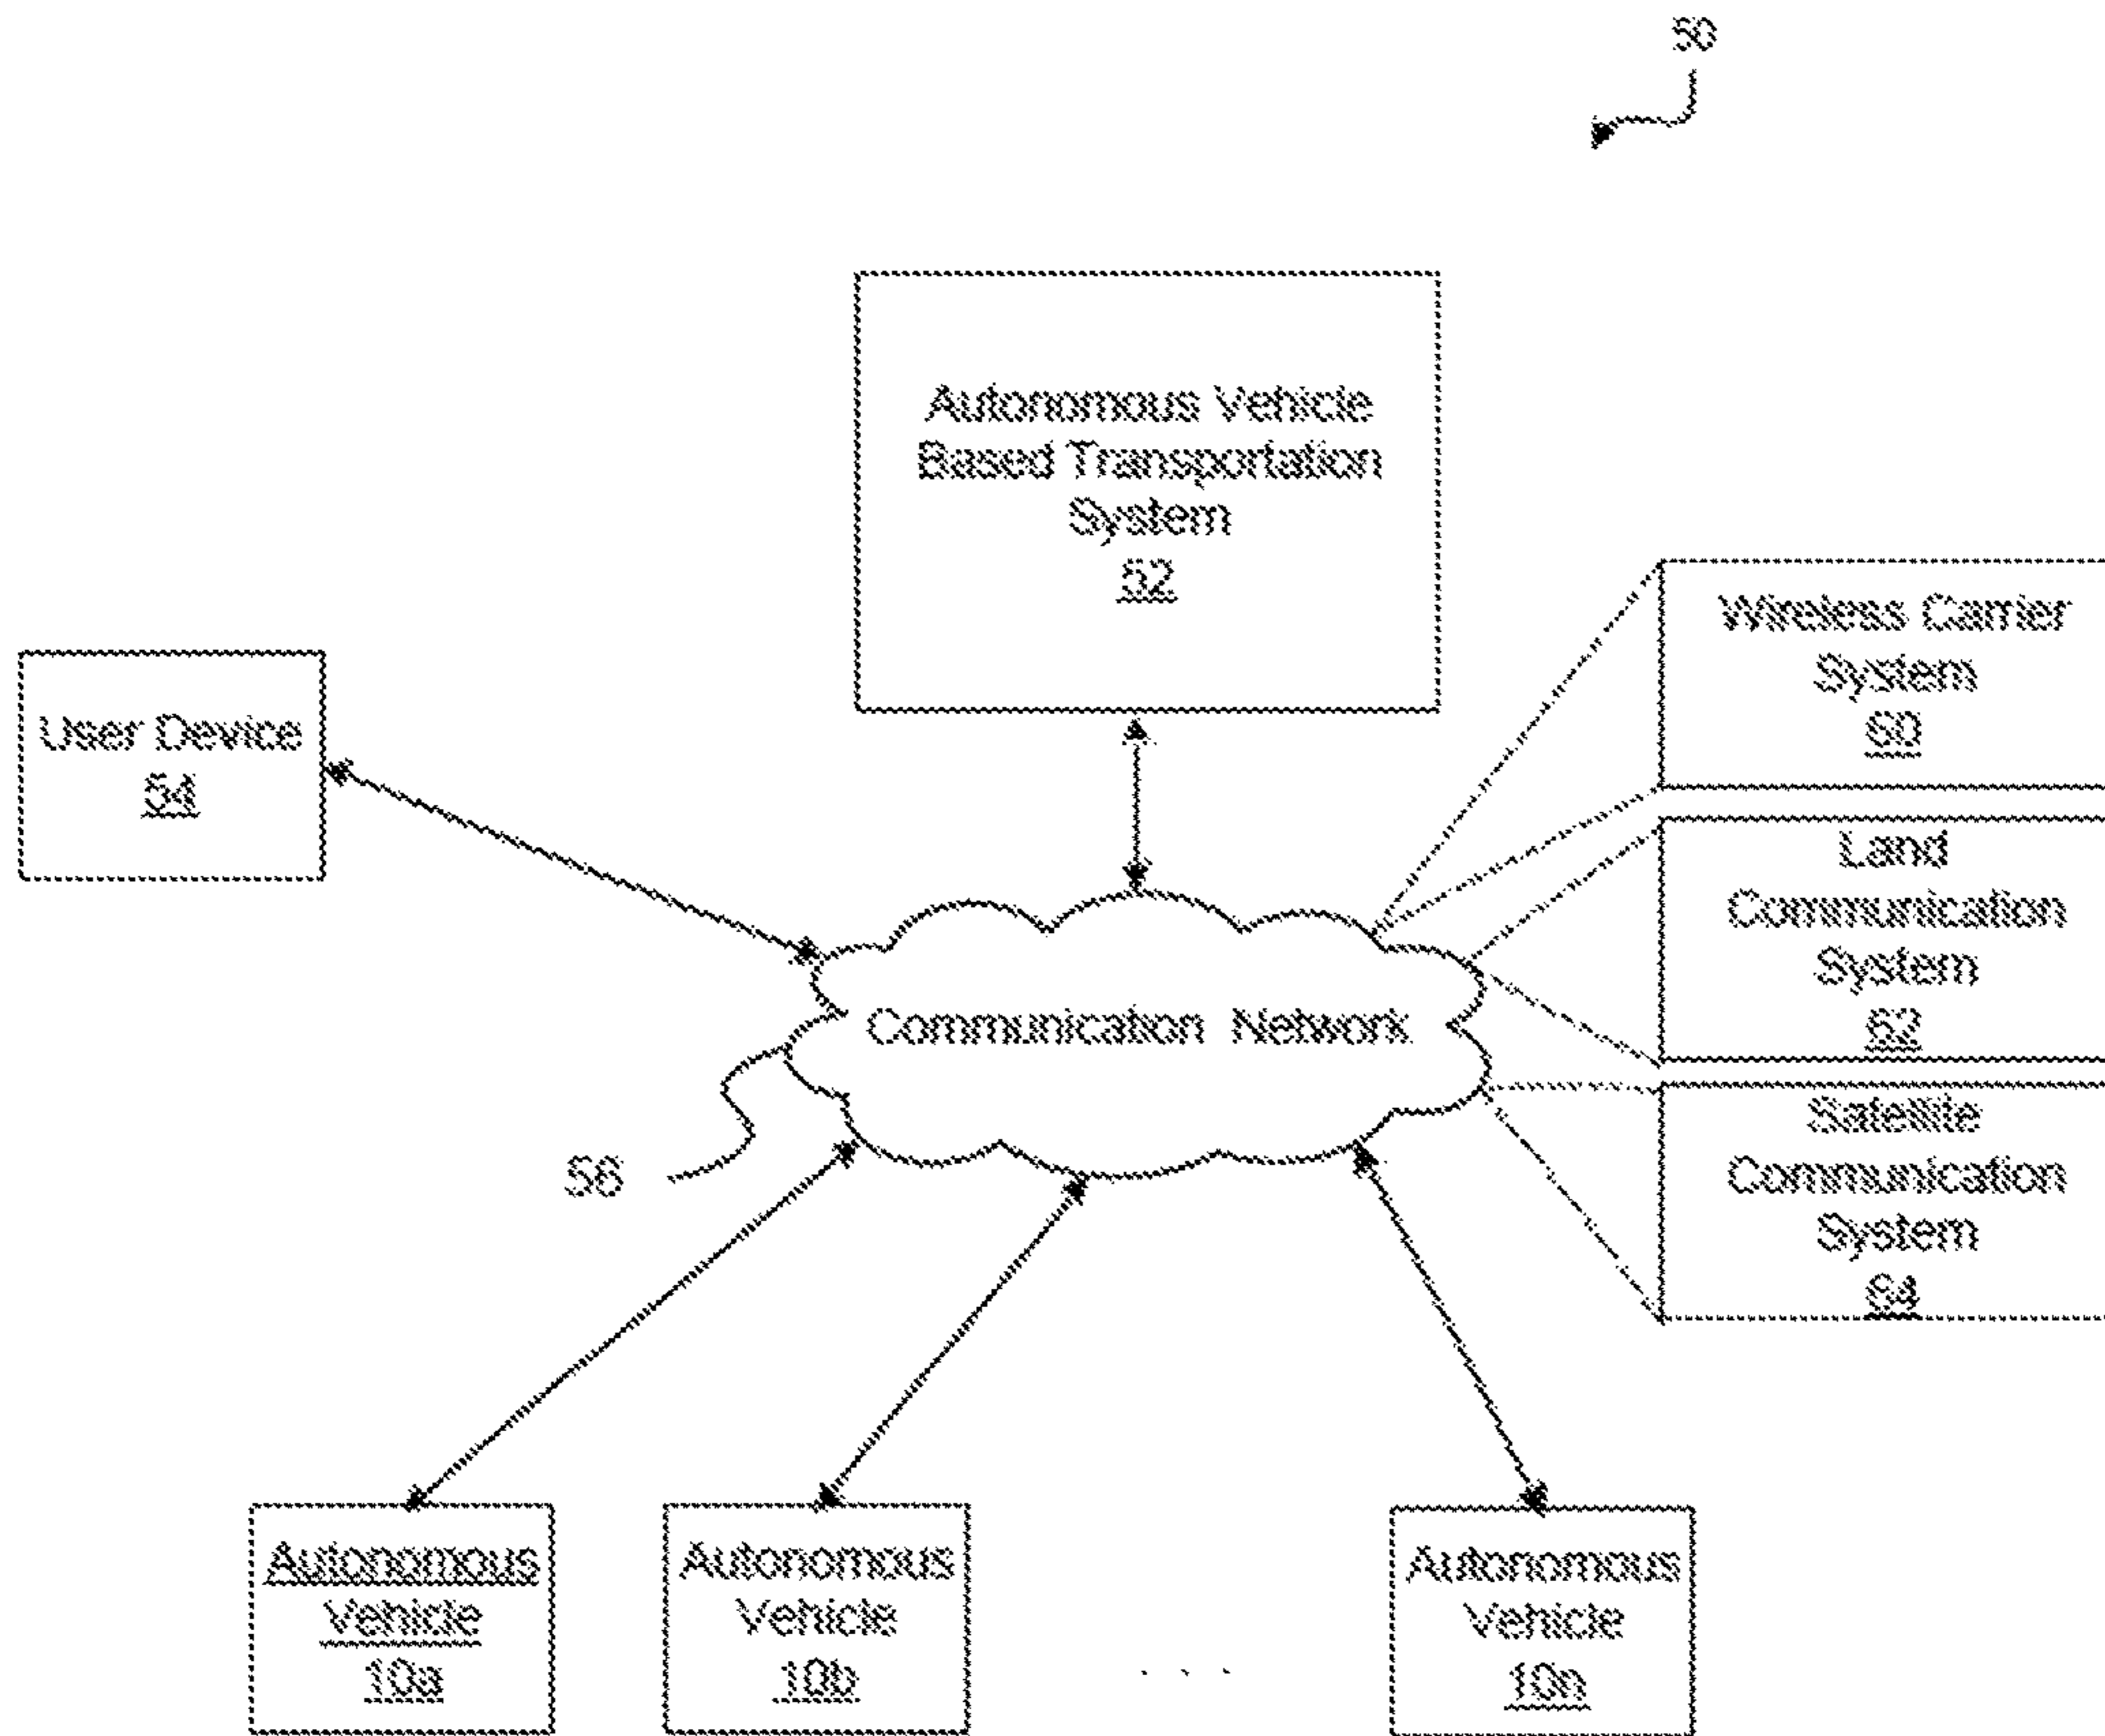 50
Autonomous Vehicle
Based Transportation
System
52
Wireless Carrier
System
60
User Device
54
Land
Communication
System
62
Communication Network
Satellite
Communication
System
64
56
Autonomous
Vehicle
10a
Autonomous
Vehicle
10b
. . .
Autonomous
Vehicle
10n